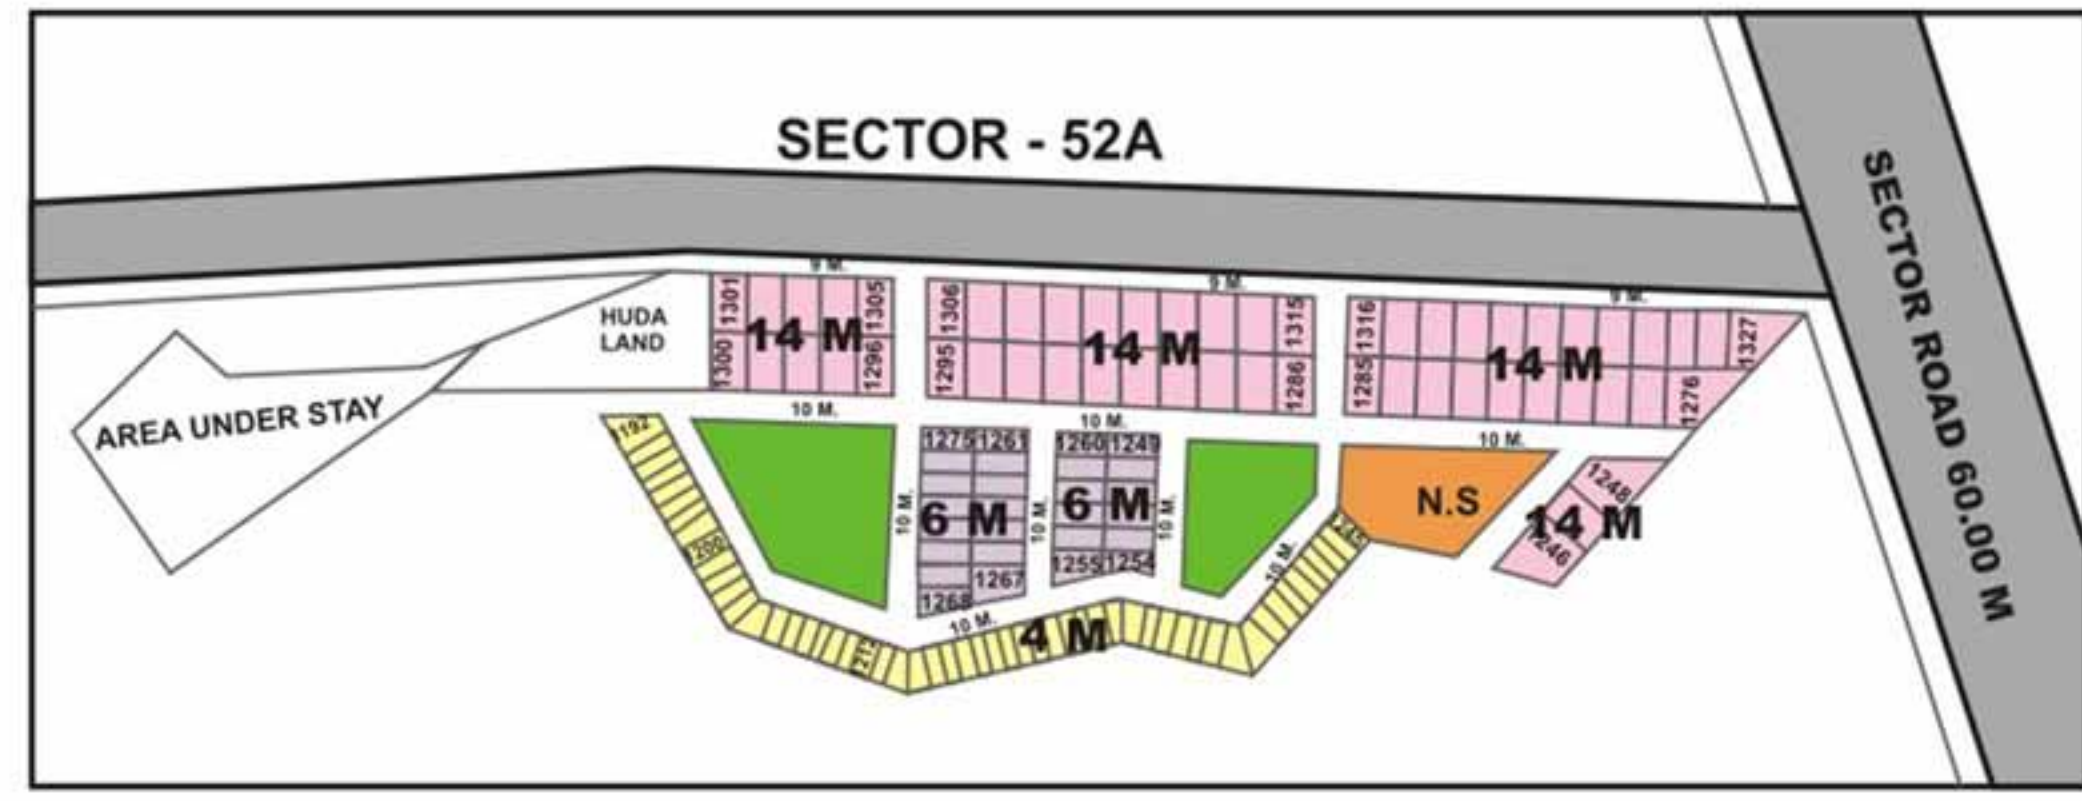 SECTOR - 52A
SECTOR ROAD 60.00 M
9 M.
9 M.
9 M.
HUDA
LAND
AREA UNDER STAY
1301
1305
14 M
1300
1296
1306
1315
14 M
1295
1286
1316
1327
14 M
1285
1276
10 M.
10 M.
10 M.
1192
1200
1212
4 M
1245
1275
1261
6 M
1267
1268
1260
1249
6 M
1255
1254
10 M.
10 M.
10 M.
10 M.
10 M.
N.S
1248
14 M
1246